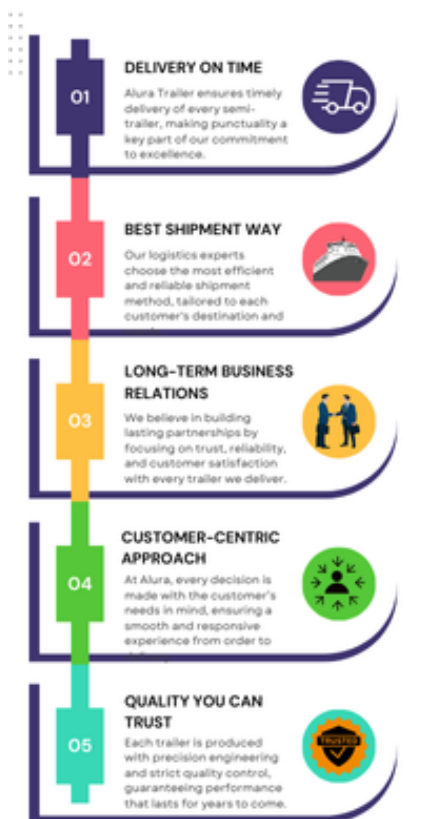 01
DELIVERY ON TIME
Alura Trailer ensures timely
delivery of every semi-
trailer, making punctuality a
key part of our commitment
to excellence.
02
BEST SHIPMENT WAY
Our logistics experts
choose the most efficient
and reliable shipment
method, tailored to each
customer's destination and
03
LONG-TERM BUSINESS
RELATIONS
We believe in building
lasting partnerships by
focusing on trust, reliability,
and customer satisfaction
with every trailer we deliver.
04
CUSTOMER-CENTRIC
APPROACH
At Alura, every decision is
made with the customer's
needs in mind, ensuring a
smooth and responsive
experience from order to
05
QUALITY YOU CAN
TRUST
Each trailer is produced
with precision engineering
and strict quality control,
guaranteeing performance
that lasts for years to come.
TRUSTED